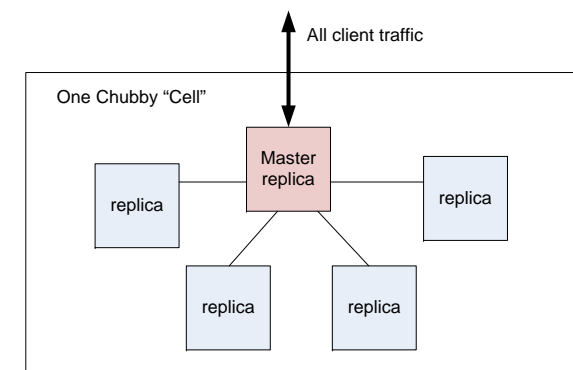 All client traffic
One Chubby “Cell”
Master
replica
replica
replica
replica
replica